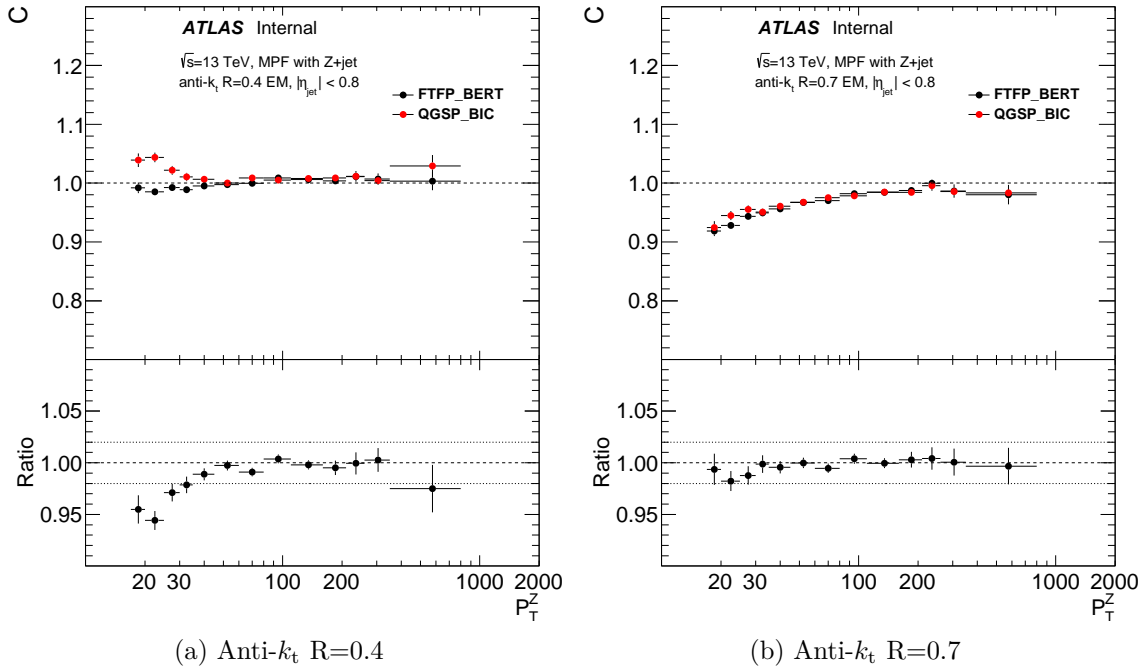 C
ATLAS Internal
√s=13 TeV, MPF with Z+jet
anti-kt R=0.4 EM, |ηjet| < 0.8
FTFP_BERT
QGSP_BIC
1.2
1.1
1.0
0.9
0.8
Ratio
1.05
1.00
0.95
20 30 100 200 1000 2000
P_T^Z
(a) Anti-kt R=0.4
C
ATLAS Internal
√s=13 TeV, MPF with Z+jet
anti-kt R=0.7 EM, |ηjet| < 0.8
FTFP_BERT
QGSP_BIC
1.2
1.1
1.0
0.9
0.8
Ratio
1.05
1.00
0.95
20 30 100 200 1000 2000
P_T^Z
(b) Anti-kt R=0.7